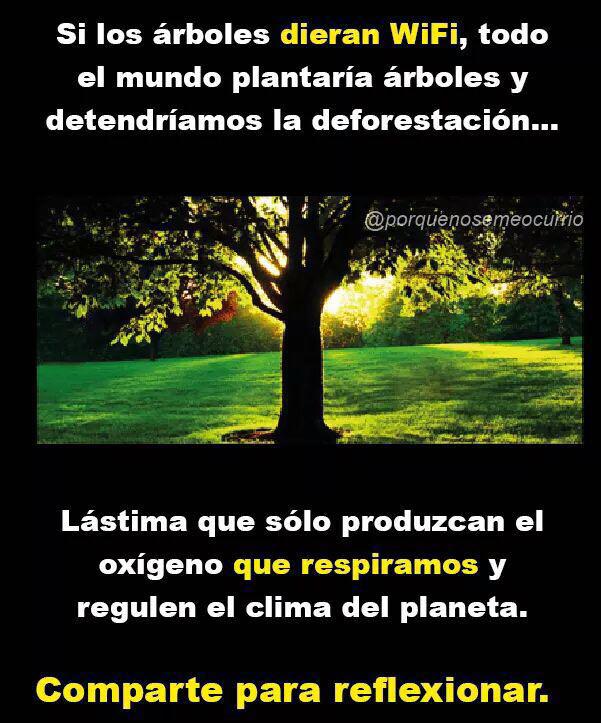 Si los árboles dieran WiFi, todo
el mundo plantaría árboles y
detendríamos la deforestación...
@porquenosemeocurrio
Lástima que sólo produzcan el
oxígeno que respiramos y
regulen el clima del planeta.
Comparte para reflexionar.